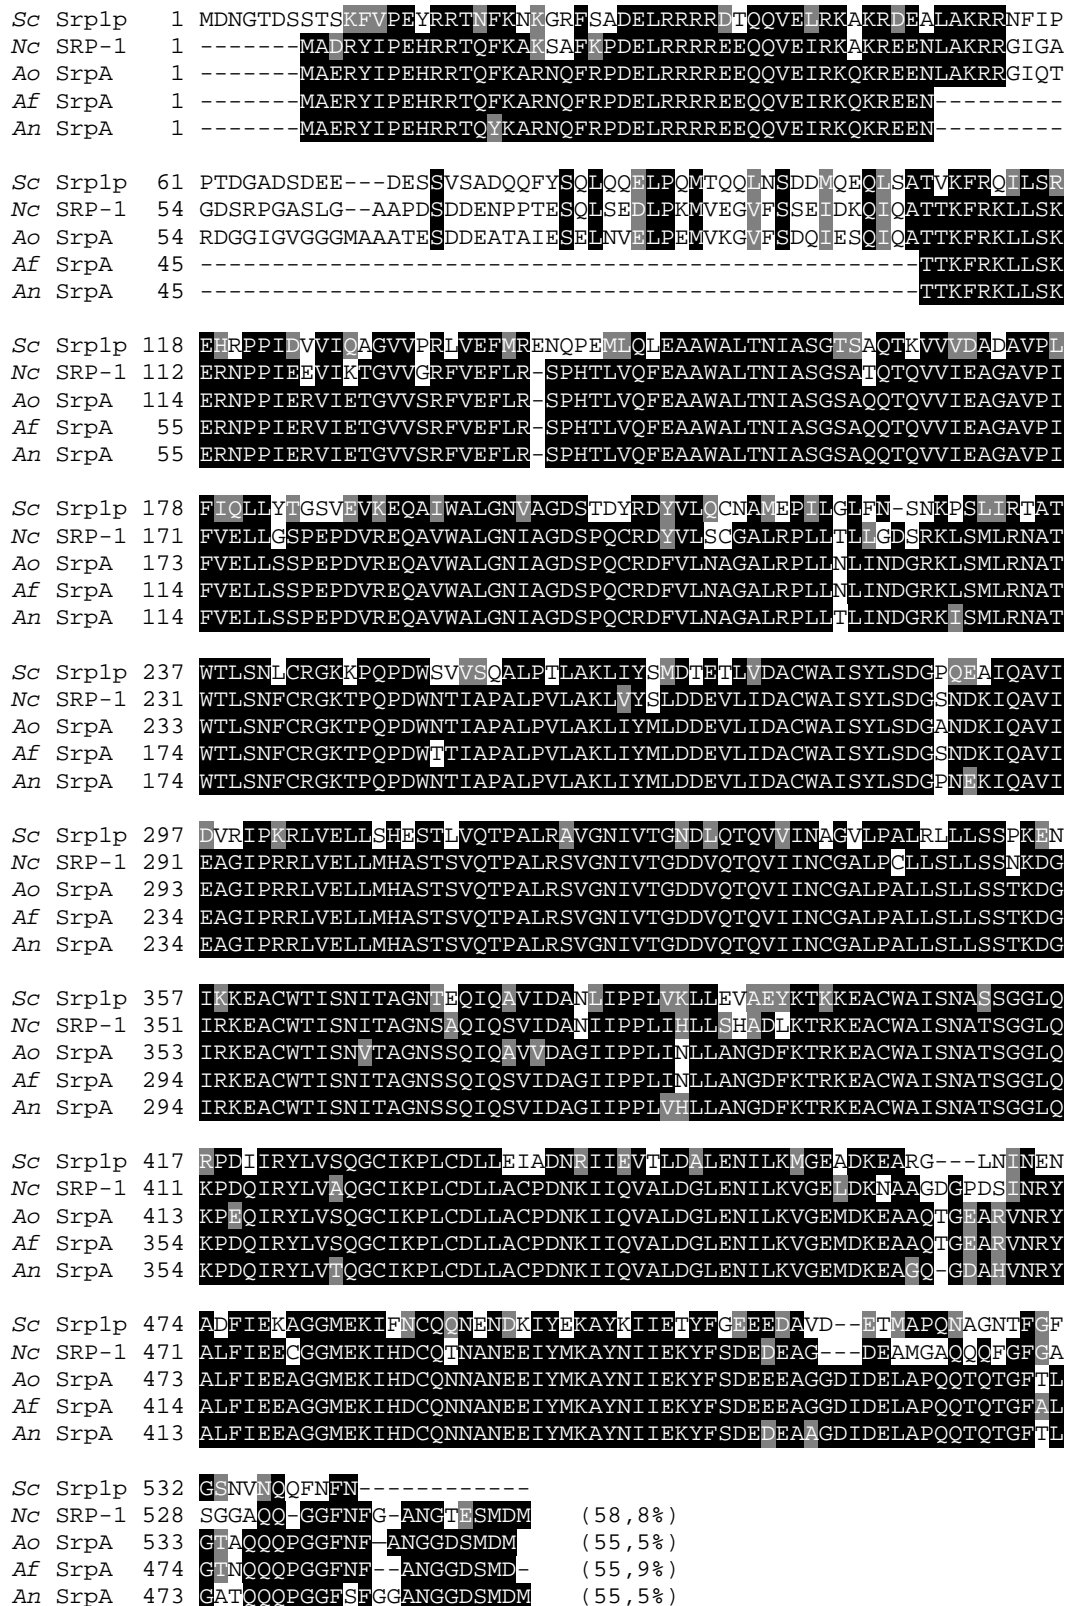 Sc Srp1p 1 MDNGTDSSTSKFVPEYRRTNFKNKGRFSADELRRRRDTQQVELRKAKRDEALAKRRNFIP
Nc SRP-1 1 -------MADRYIPEHRRTQFKAKSAFKPDELRRRREEQQVEIRKAKREENLAKRRGIGA
Ao SrpA 1 -------MAERYIPEHRRTQFKARNQFRPDELRRRREEQQVEIRKQKREENLAKRRGIQT
Af SrpA 1 -------MAERYIPEHRRTQFKARNQFRPDELRRRREEQQVEIRKQKREEN---------
An SrpA 1 -------MAERYIPEHRRTQYKARNQFRPDELRRRREEQQVEIRKQKREEN---------
Sc Srp1p 61 PTDGADSDEE---DESSVSADQQFYSQLQQELPQMTQQLNSDDMQEQLSATVKFRQILSR
Nc SRP-1 54 GDSRPGASLG--AAPDSDDENPPTESQLSEDLPKMVEGVFSSEIDKQIQATTKFRKLLSK
Ao SrpA 54 RDGGIGVGGGMAAATESDDEATAIESELNVELPEMVKGVFSDQIESQIQATTKFRKLLSK
Af SrpA 45 --------------------------------------------------TTKFRKLLSK
An SrpA 45 --------------------------------------------------TTKFRKLLSK
Sc Srp1p 118 EHRPPIDVVIQAGVVPRLVEFMRENQPEMLQLEAAWALTNIASGTSAQTKVVVDADAVPL
Nc SRP-1 112 ERNPPIEEVIKTGVVGRFVEFLR-SPHTLVQFEAAWALTNIASGSATQTQVVIEAGAVPI
Ao SrpA 114 ERNPPIERVIETGVVSRFVEFLR-SPHTLVQFEAAWALTNIASGSAQQTQVVIEAGAVPI
Af SrpA 55 ERNPPIERVIETGVVSRFVEFLR-SPHTLVQFEAAWALTNIASGSAQQTQVVIEAGAVPI
An SrpA 55 ERNPPIERVIETGVVSRFVEFLR-SPHTLVQFEAAWALTNIASGSAQQTQVVIEAGAVPI
Sc Srp1p 178 FIQLLYTGSVEVKEQAIWALGNVAGDSTDYRDYVLQCNAMEPILGLFN-SNKPSLIRTAT
Nc SRP-1 171 FVELLGSPEPDVREQAVWALGNIAGDSPQCRDYVLSCGALRPLLTLLGDSRKLSMLRNAT
Ao SrpA 173 FVELLSSPEPDVREQAVWALGNIAGDSPQCRDFVLNAGALRPLLNLINDGRKLSMLRNAT
Af SrpA 114 FVELLSSPEPDVREQAVWALGNIAGDSPQCRDFVLNAGALRPLLNLINDGRKLSMLRNAT
An SrpA 114 FVELLSSPEPDVREQAVWALGNIAGDSPQCRDFVLNAGALRPLLTLINDGRKISMLRNAT
Sc Srp1p 237 WTLSNLCRGKKPQPDWSVVSQALPTLAKLIYSMDTETLVDACWAISYLSDGPQEAIQAVI
Nc SRP-1 231 WTLSNFCRGKTPQPDWNTIAPALPVLAKLVYSLDDEVLIDACWAISYLSDGSNDKIQAVI
Ao SrpA 233 WTLSNFCRGKTPQPDWNTIAPALPVLAKLIYMLDDEVLIDACWAISYLSDGANDKIQAVI
Af SrpA 174 WTLSNFCRGKTPQPDWTTIAPALPVLAKLIYMLDDEVLIDACWAISYLSDGSNDKIQAVI
An SrpA 174 WTLSNFCRGKTPQPDWNTIAPALPVLAKLIYMLDDEVLIDACWAISYLSDGPNEKIQAVI
Sc Srp1p 297 DVRIPKRLVELLSHESTLVQTPALRAVGNIVTGNDLQTQVVINAGVLPALRLLLSSPKEN
Nc SRP-1 291 EAGIPRRLVELLMHASTSVQTPALRSVGNIVTGDDVQTQVIINCGALPCLLSLLSSNKDG
Ao SrpA 293 EAGIPRRLVELLMHASTSVQTPALRSVGNIVTGDDVQTQVIINCGALPALLSLLSSTKDG
Af SrpA 234 EAGIPRRLVELLMHASTSVQTPALRSVGNIVTGDDVQTQVIINCGALPALLSLLSSTKDG
An SrpA 234 EAGIPRRLVELLMHASTSVQTPALRSVGNIVTGDDVQTQVIINCGALPALLSLLSSTKDG
Sc Srp1p 357 IKKEACWTISNITAGNTEQIQAVIDANLIPPLVKLLEVAEYKTKKEACWAISNASSGGLQ
Nc SRP-1 351 IRKEACWTISNITAGNSAQIQSVIDANIIPPLIHLLSHADLKTRKEACWAISNATSGGLQ
Ao SrpA 353 IRKEACWTISNVTAGNSSQIQAVVDAGIIPPLINLLANGDFKTRKEACWAISNATSGGLQ
Af SrpA 294 IRKEACWTISNITAGNSSQIQSVIDAGIIPPLINLLANGDFKTRKEACWAISNATSGGLQ
An SrpA 294 IRKEACWTISNITAGNSSQIQSVIDAGIIPPLVHLLANGDFKTRKEACWAISNATSGGLQ
Sc Srp1p 417 RPDIIRYLVSQGCIKPLCDLLEIADNRIIEVTLDALENILKMGEADKEARG---LNINEN
Nc SRP-1 411 KPDQIRYLVAQGCIKPLCDLLACPDNKIIQVALDGLENILKVGELDKNAAGDGPDSINRY
Ao SrpA 413 KPEQIRYLVSQGCIKPLCDLLACPDNKIIQVALDGLENILKVGEMDKEAAQTGEARVNRY
Af SrpA 354 KPDQIRYLVSQGCIKPLCDLLACPDNKIIQVALDGLENILKVGEMDKEAAQTGEARVNRY
An SrpA 354 KPDQIRYLVTQGCIKPLCDLLACPDNKIIQVALDGLENILKVGEMDKEAGQ-GDAHVNRY
Sc Srp1p 474 ADFIEKAGGMEKIFNCQQNENDKIYEKAYKIIETYFGEEEDAVD--ETMAPQNAGNTFGF
Nc SRP-1 471 ALFIEECGGMEKIHDCQTNANEEIYMKAYNIIEKYFSDEDEAG---DEAMGAQQQFGFGA
Ao SrpA 473 ALFIEEAGGMEKIHDCQNNANEEIYMKAYNIIEKYFSDEEEAGGDIDELAPQQTQTGFTL
Af SrpA 414 ALFIEEAGGMEKIHDCQNNANEEIYMKAYNIIEKYFSDEEEAGGDIDELAPQQTQTGFAL
An SrpA 413 ALFIEEAGGMEKIHDCQNNANEEIYMKAYNIIEKYFSDEDEAAGDIDELAPQQTQTGFTL
Sc Srp1p 532 GSNVNQQFNFN------------
Nc SRP-1 528 SGGAQQ-GGFNFG-ANGTESMDM (58,8%)
Ao SrpA 533 GTAQQQPGGFNF-ANGGDSMDM (55,5%)
Af SrpA 474 GTNQQQPGGFNF--ANGGDSMD- (55,9%)
An SrpA 473 GATQQQPGGFSFGGANGGDSMDM (55,5%)